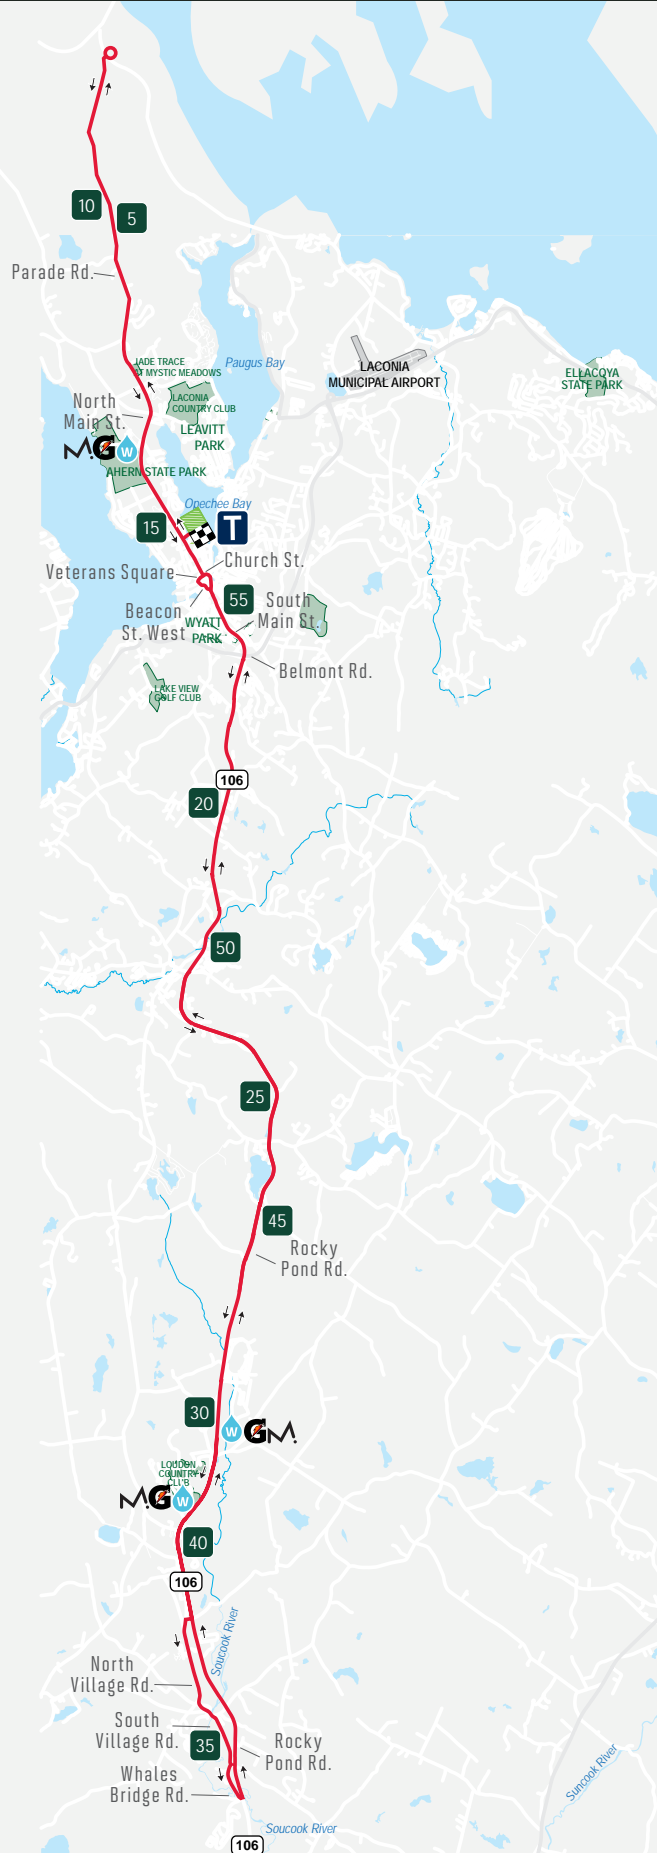 10
5
Parade Rd.
JADE TRACE
AT MYSTIC MEADOWS
Paugus Bay
LACONIA
MUNICIPAL AIRPORT
ELLACOYA
STATE PARK
North
Main St.
LACONIA
COUNTRY CLUB
LEAVITT
PARK
M.
G
W
AHERN STATE PARK
Opechee Bay
15
T
Church St.
Veterans Square
55
Beacon
St. West
South
Main St.
WYATT
PARK
Belmont Rd.
LAKE VIEW
GOLF CLUB
106
20
50
25
45
Rocky
Pond Rd.
30
W
G
M.
LOUDON
COUNTRY
CLUB
M.
G
W
40
106
Soucook River
North
Village Rd.
South
Village Rd.
35
Rocky
Pond Rd.
Whales
Bridge Rd.
Suncook River
Soucook River
106